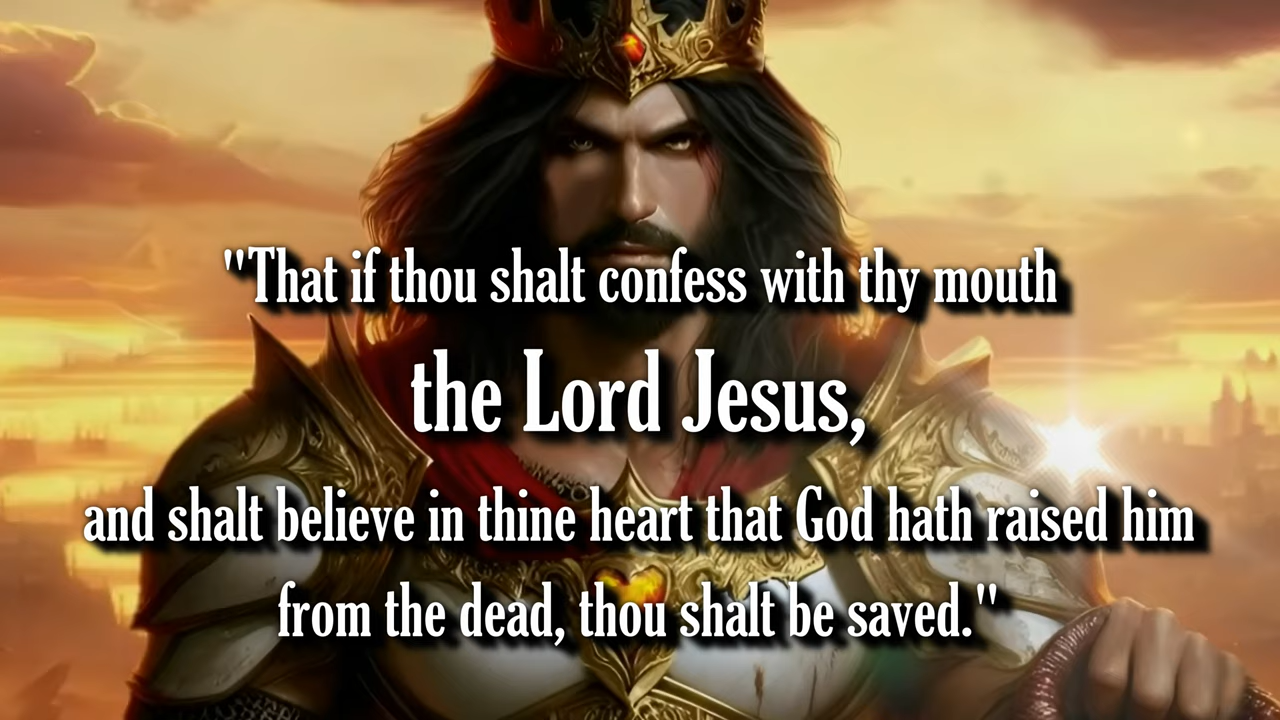 "That if thou shalt confess with thy mouth
the Lord Jesus,
and shalt believe in thine heart that God hath raised him
from the dead, thou shalt be saved."